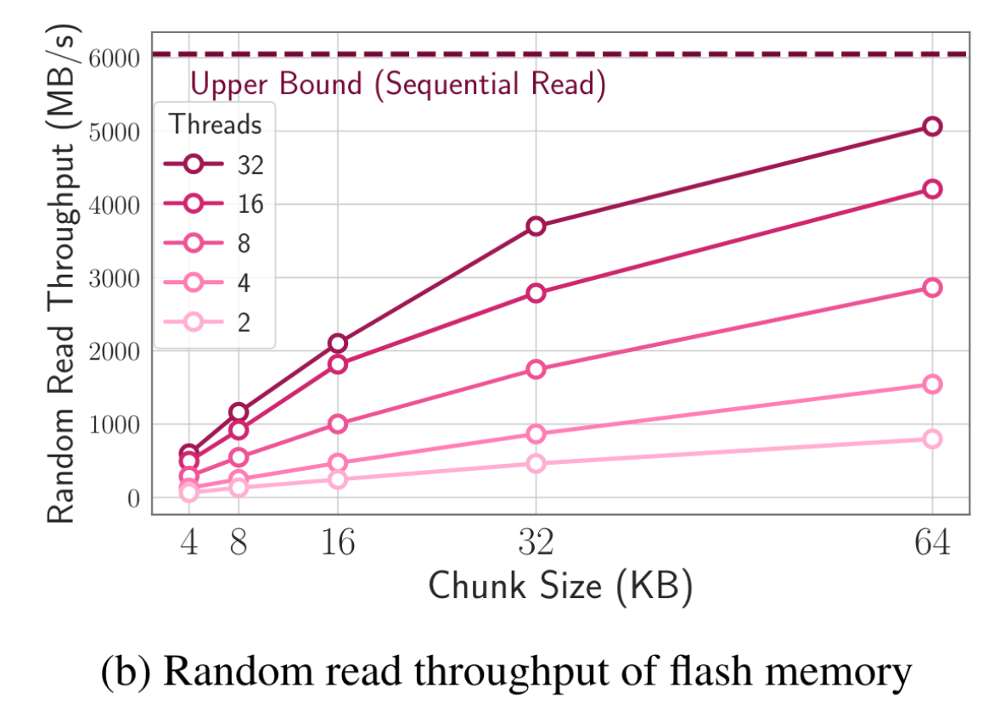 Random Read Throughput (MB/s)
6000
5000
4000
3000
2000
1000
0
Upper Bound (Sequential Read)
Threads
32
16
8
4
2
4 8 16 32 64
Chunk Size (KB)
(b) Random read throughput of flash memory